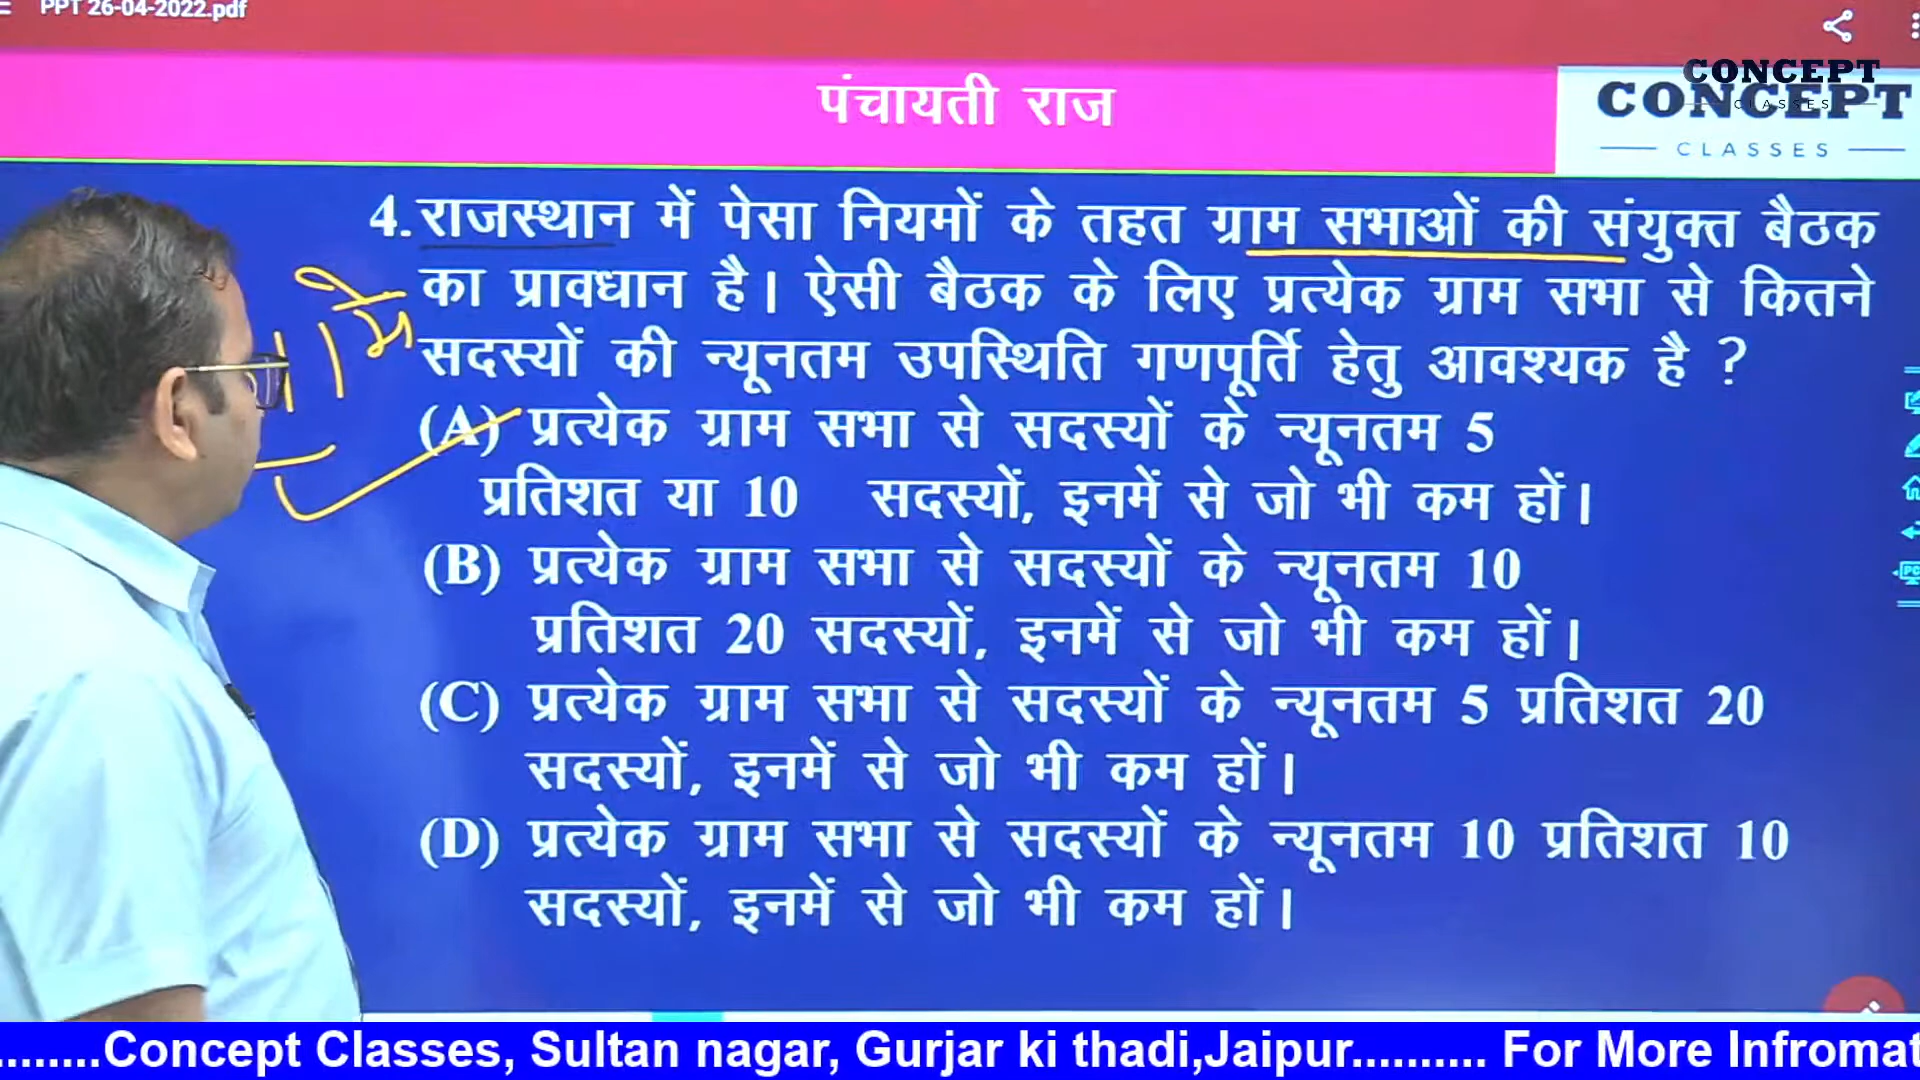 PPT 26-04-2022.pdf
पंचायती राज
CONCEPT
CLASSES
CONCEPT
CLASSES
4. राजस्थान में पेसा नियमों के तहत ग्राम सभाओं की संयुक्त बैठक
का प्रावधान है। ऐसी बैठक के लिए प्रत्येक ग्राम सभा से कितने
सदस्यों की न्यूनतम उपस्थिति गणपूर्ति हेतु आवश्यक है ?
(A) प्रत्येक ग्राम सभा से सदस्यों के न्यूनतम 5
प्रतिशत या 10 सदस्यों, इनमें से जो भी कम हों।
(B) प्रत्येक ग्राम सभा से सदस्यों के न्यूनतम 10
प्रतिशत 20 सदस्यों, इनमें से जो भी कम हों।
(C) प्रत्येक ग्राम सभा से सदस्यों के न्यूनतम 5 प्रतिशत 20
सदस्यों, इनमें से जो भी कम हों।
(D) प्रत्येक ग्राम सभा से सदस्यों के न्यूनतम 10 प्रतिशत 10
सदस्यों, इनमें से जो भी कम हों।
........Concept Classes, Sultan nagar, Gurjar ki thadi,Jaipur.......... For More Infromat